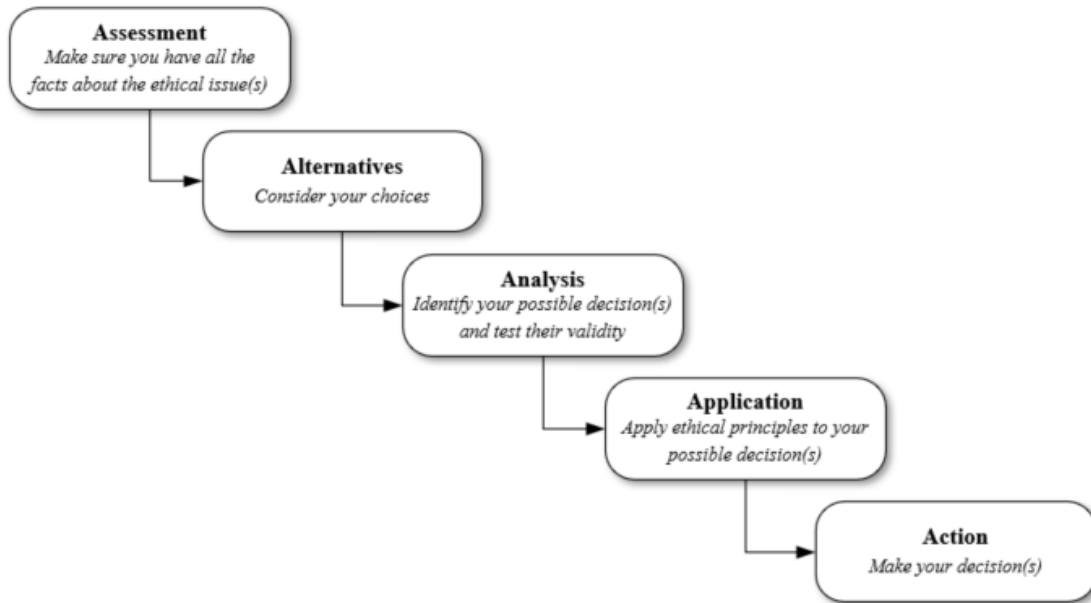 Assessment
Make sure you have all the
facts about the ethical issue(s)
Alternatives
Consider your choices
Analysis
Identify your possible decision(s)
and test their validity
Application
Apply ethical principles to your
possible decision(s)
Action
Make your decision(s)